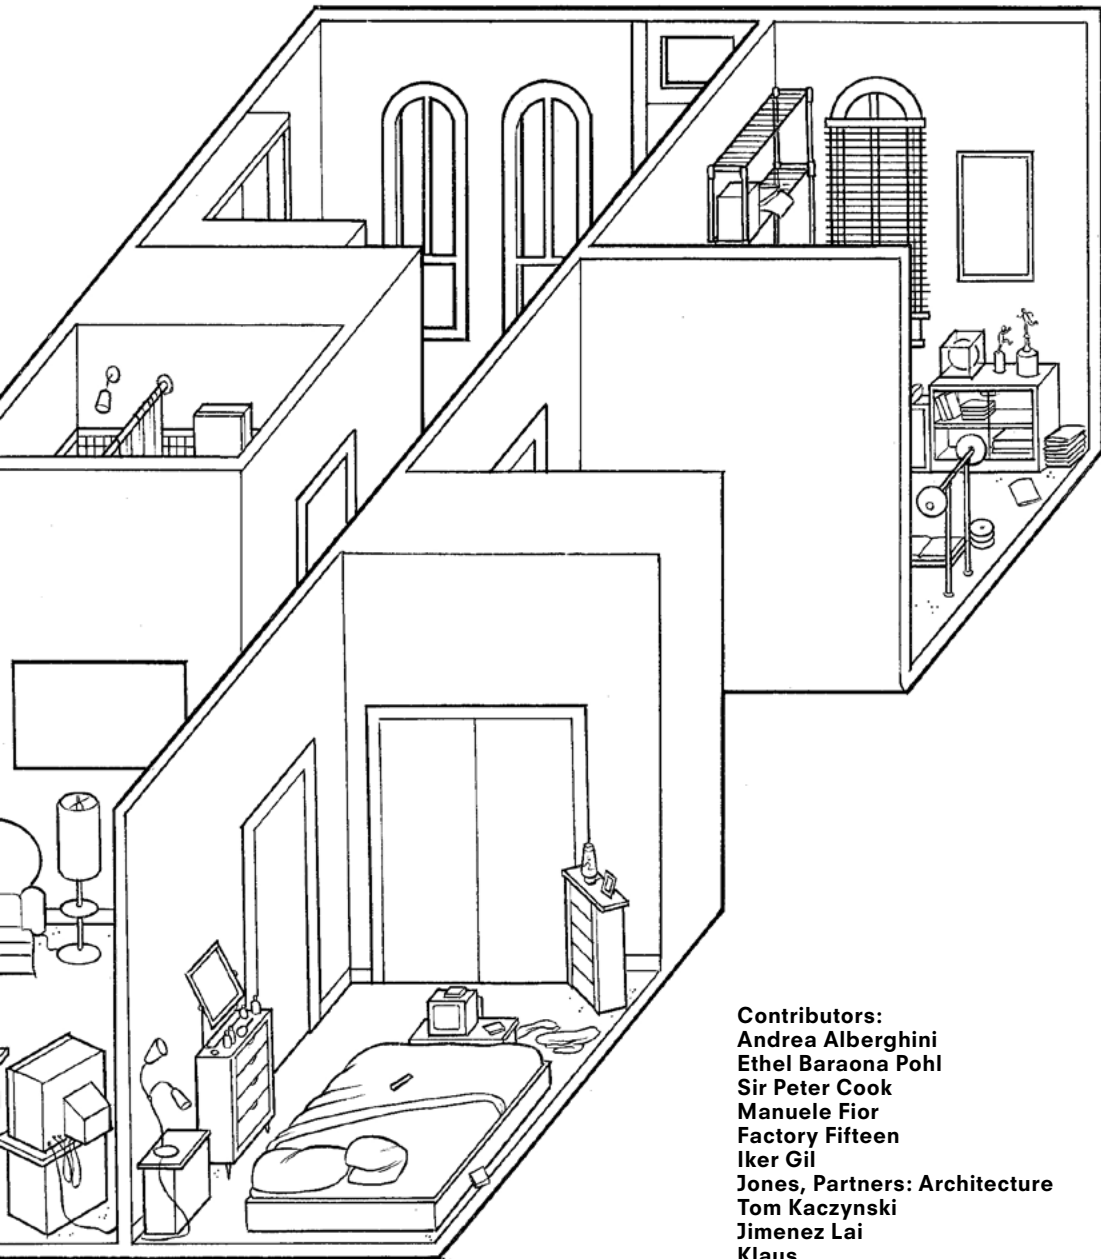 Contributors:
Andrea Alberghini
Ethel Baraona Pohl
Sir Peter Cook
Manuele Fior
Factory Fifteen
Iker Gil
Jones, Partners: Architecture
Tom Kaczynski
Jimenez Lai
Klaus